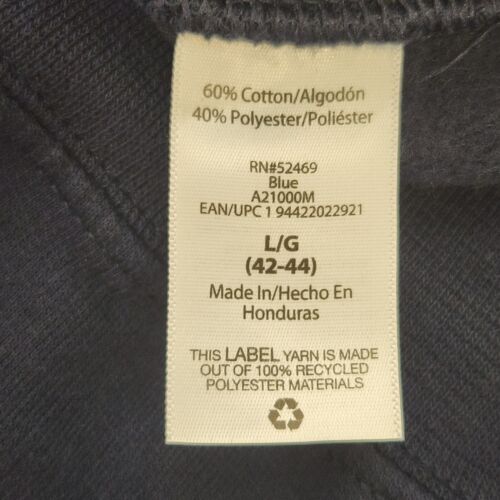 60% Cotton/Algodón
40% Polyester/Poliéster
RN#52469
Blue
A21000M
EAN/UPC 1 94422022921
L/G
(42-44)
Made In/Hecho En
Honduras
THIS LABEL YARN IS MADE
OUT OF 100% RECYCLED
POLYESTER MATERIALS